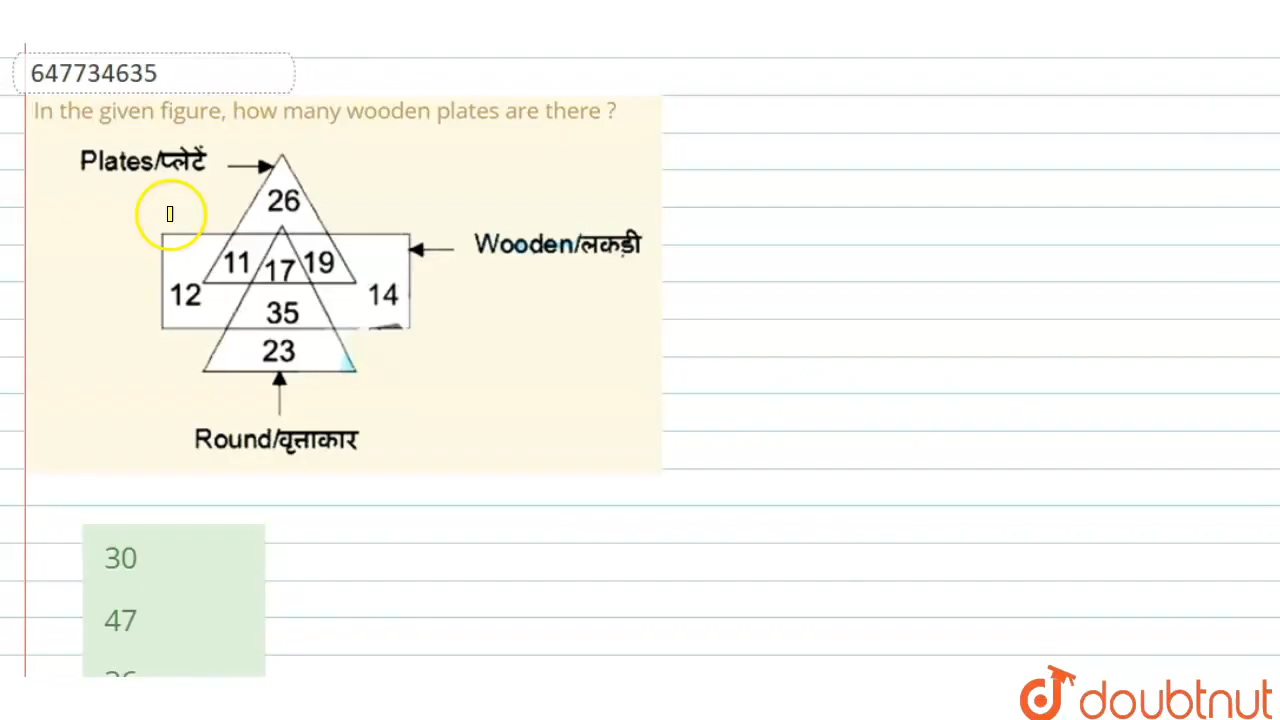 647734635
In the given figure, how many wooden plates are there ?
Plates/प्लेटें
26
Wooden/लकड़ी
11 17 19
12 14
35
23
Round/वृत्ताकार
30
47
doubtnut